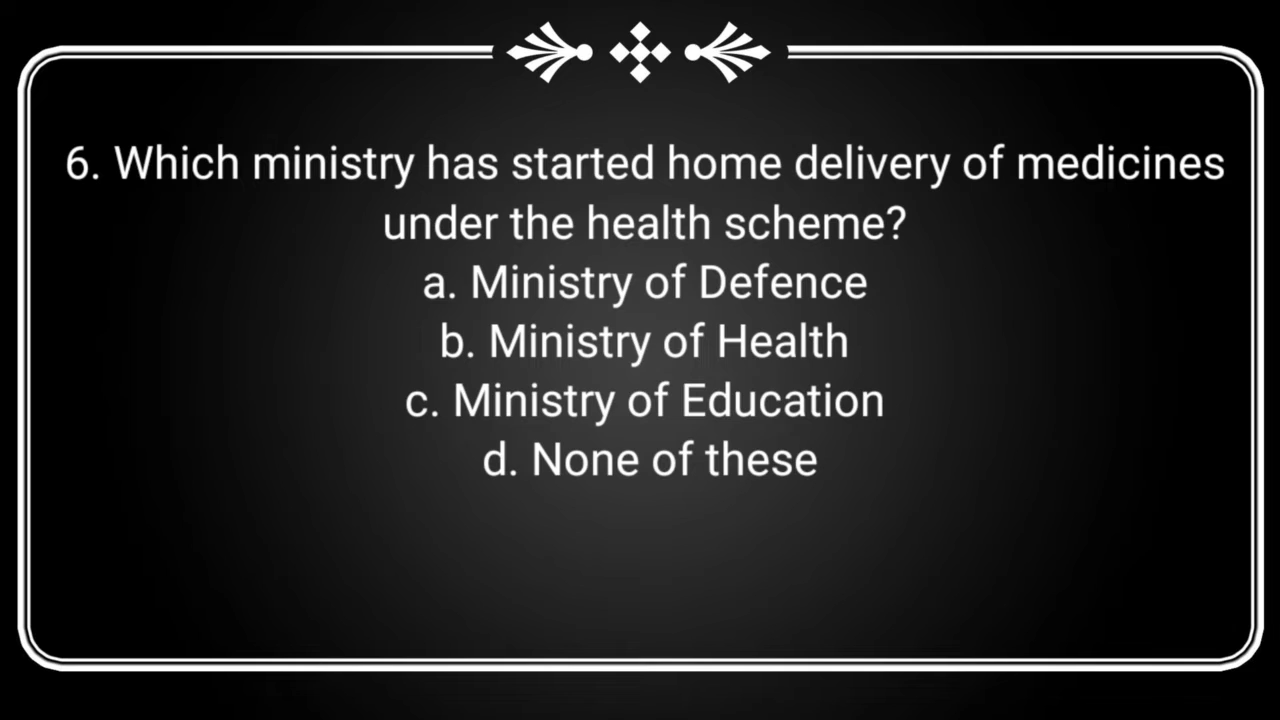 6. Which ministry has started home delivery of medicines
under the health scheme?
a. Ministry of Defence
b. Ministry of Health
c. Ministry of Education
d. None of these